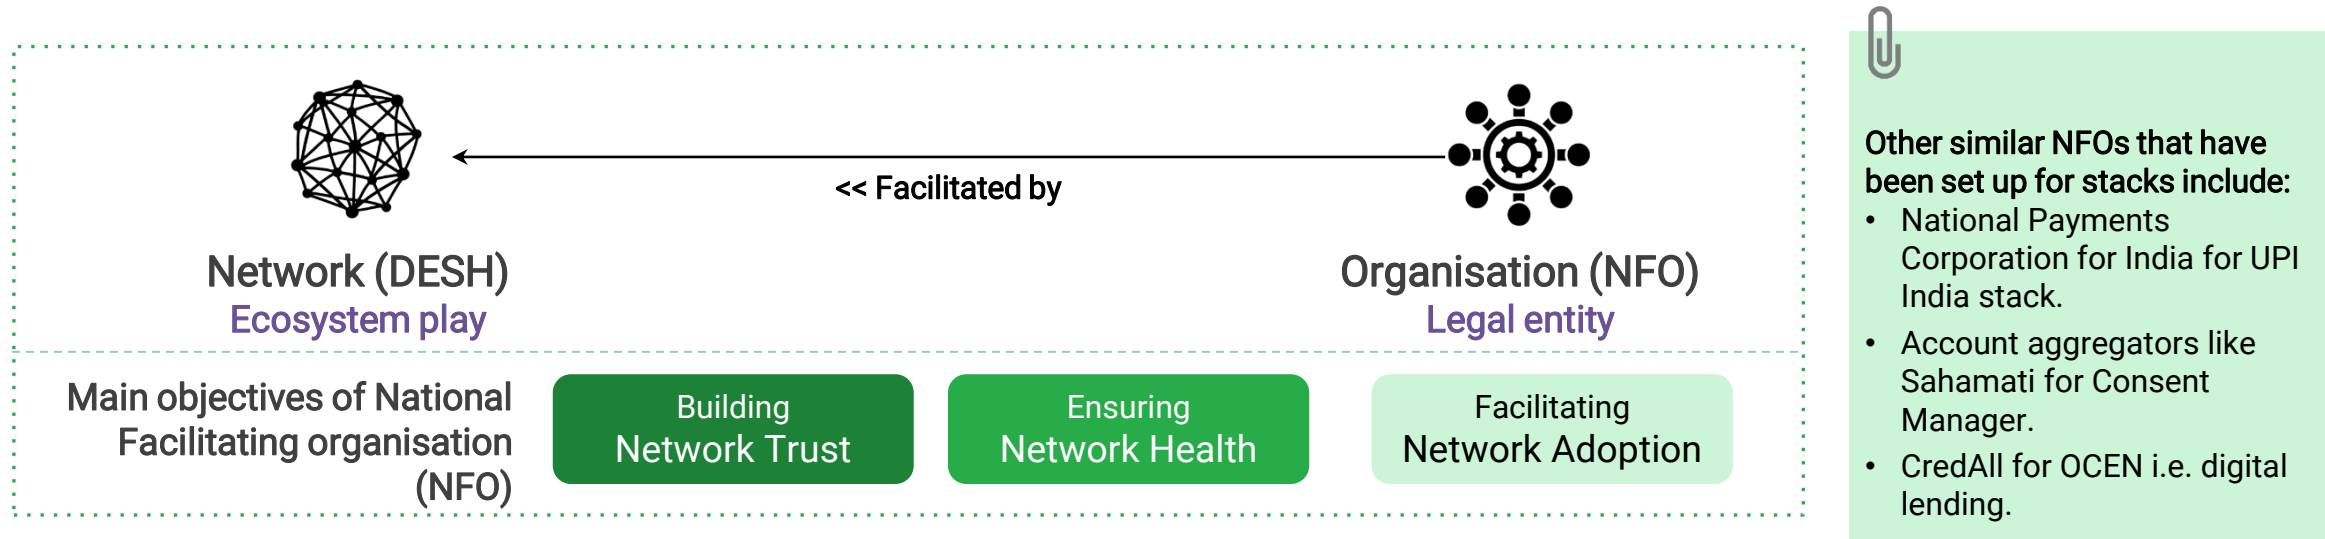 << Facilitated by
Network (DESH)
Ecosystem play
Organisation (NFO)
Legal entity
Main objectives of National
Facilitating organisation
(NFO)
Building
Network Trust
Ensuring
Network Health
Facilitating
Network Adoption
Other similar NFOs that have
been set up for stacks include:
• National Payments
Corporation for India for UPI
India stack.
• Account aggregators like
Sahamati for Consent
Manager.
• CredAll for OCEN i.e. digital
lending.